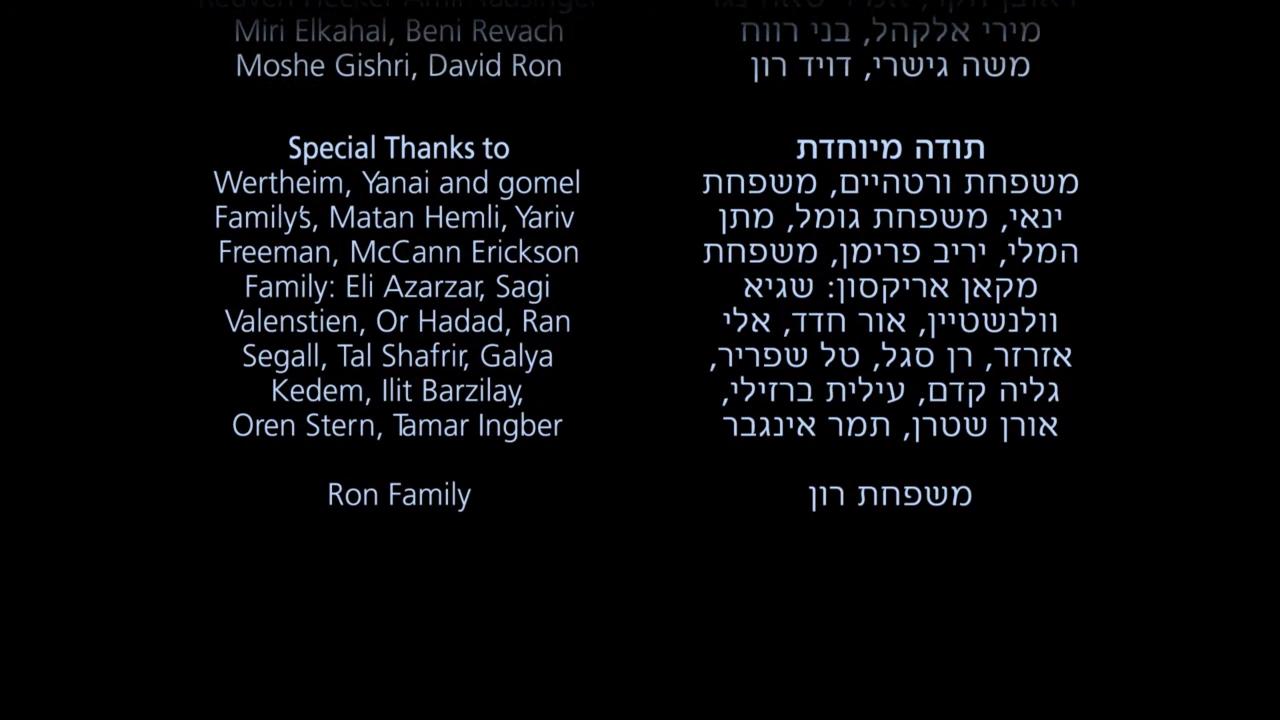 Miri Elkahal, Beni Revach
Moshe Gishri, David Ron
Special Thanks to
Wertheim, Yanai and gomel
Family's, Matan Hemli, Yariv
Freeman, McCann Erickson
Family: Eli Azarzar, Sagi
Valenstien, Or Hadad, Ran
Segall, Tal Shafrir, Galya
Kedem, Ilit Barzilay,
Oren Stern, Tamar Ingber
Ron Family
מירי אלקהל, בני רווח
משה גישרי, דויד רון
תודה מיוחדת
משפחת ורטהיים, משפחת
ינאי, משפחת גומל, מתן
המלי, יריב פרימן, משפחת
מקאן אריקסון: שגיא
וולנשטיין, אור חדד, אלי
אזרזר, רן סגל, טל שפריר,
גליה קדם, עילית ברזילי,
אורן שטרן, תמר אינגבר
משפחת רון